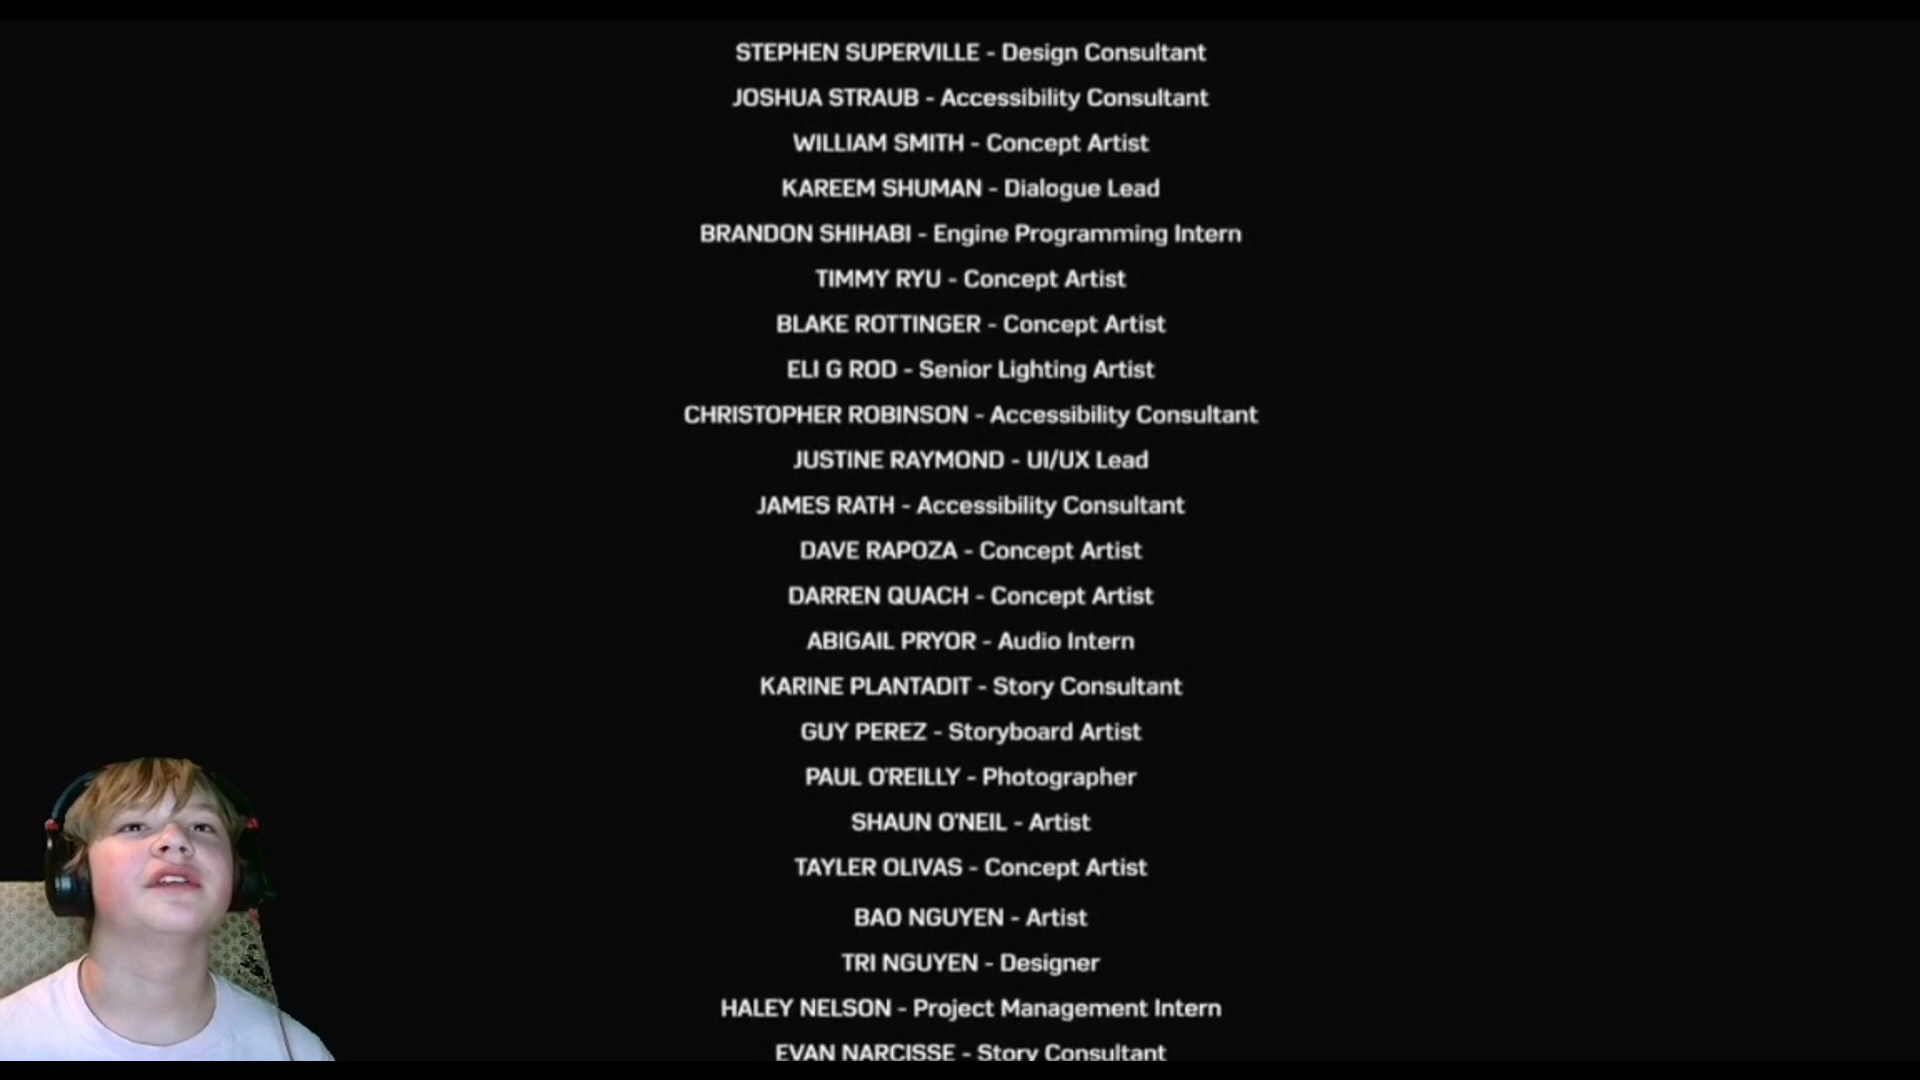 STEPHEN SUPERVILLE - Design Consultant
JOSHUA STRAUB - Accessibility Consultant
WILLIAM SMITH - Concept Artist
KAREEM SHUMAN - Dialogue Lead
BRANDON SHIHABI - Engine Programming Intern
TIMMY RYU - Concept Artist
BLAKE ROTTINGER - Concept Artist
ELI G ROD - Senior Lighting Artist
CHRISTOPHER ROBINSON - Accessibility Consultant
JUSTINE RAYMOND - UI/UX Lead
JAMES RATH - Accessibility Consultant
DAVE RAPOZA - Concept Artist
DARREN QUACH - Concept Artist
ABIGAIL PRYOR - Audio Intern
KARINE PLANTADIT - Story Consultant
GUY PEREZ - Storyboard Artist
PAUL O'REILLY - Photographer
SHAUN O'NEIL - Artist
TAYLER OLIVAS - Concept Artist
BAO NGUYEN - Artist
TRI NGUYEN - Designer
HALEY NELSON - Project Management Intern
EVAN NARCISSE - Story Consultant